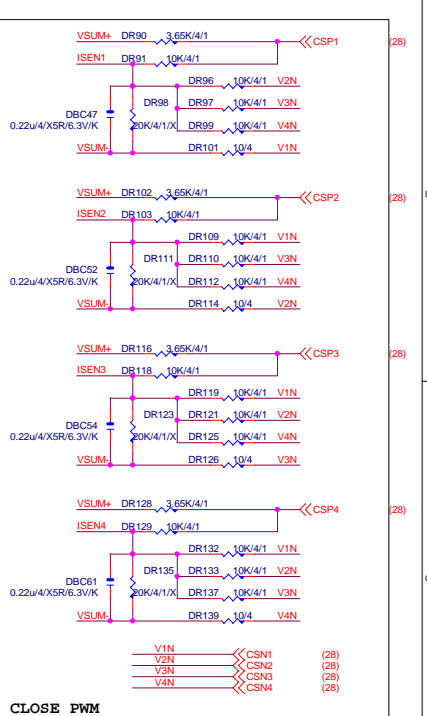 VSUM+ DR90 3.65K/4/1 CSP1 (28)
ISEN1 DR91 10K/4/1
DR96 10K/4/1 V2N
DBC47 DR98 DR97 10K/4/1 V3N
0.22u/4/X5R/6.3V/K 20K/4/1/X DR99 10K/4/1 V4N
VSUM- DR101 10/4 V1N
VSUM+ DR102 3.65K/4/1 CSP2 (28)
ISEN2 DR103 10K/4/1
DR109 10K/4/1 V1N
DBC52 DR111 DR110 10K/4/1 V3N
0.22u/4/X5R/6.3V/K 20K/4/1/X DR112 10K/4/1 V4N
VSUM- DR114 10/4 V2N
VSUM+ DR116 3.65K/4/1 CSP3 (28)
ISEN3 DR118 10K/4/1
DR119 10K/4/1 V1N
DBC54 DR123 DR121 10K/4/1 V2N
0.22u/4/X5R/6.3V/K 20K/4/1/X DR125 10K/4/1 V4N
VSUM- DR126 10/4 V3N
VSUM+ DR128 3.65K/4/1 CSP4 (28)
ISEN4 DR129 10K/4/1
DR132 10K/4/1 V1N
DBC61 DR135 DR133 10K/4/1 V2N
0.22u/4/X5R/6.3V/K 20K/4/1/X DR137 10K/4/1 V3N
VSUM- DR139 10/4 V4N
V1N CSN1 (28)
V2N CSN2 (28)
V3N CSN3 (28)
V4N CSN4 (28)
CLOSE PWM